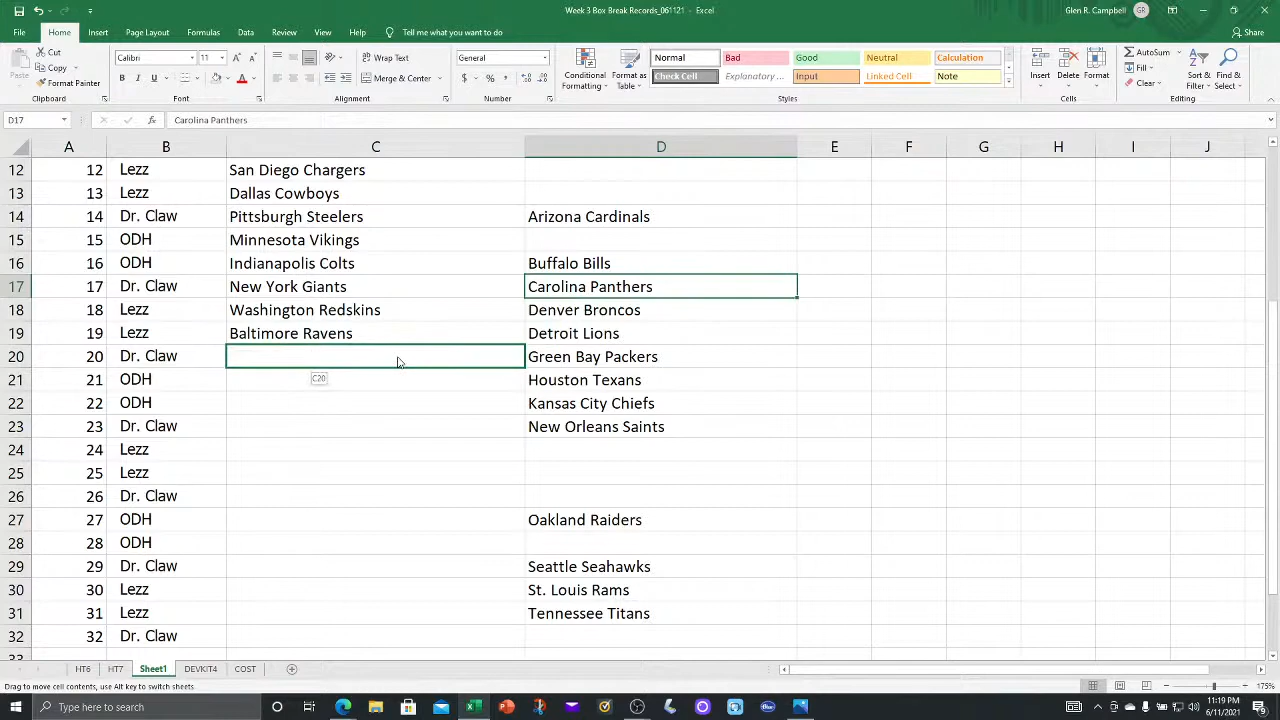 Week 3 Box Break Records_061121 - Excel
Glen R. Campbell
GR
File
Home
Insert
Page Layout
Formulas
Data
Review
View
Help
Tell me what you want to do
Share
Paste
Cut
Copy
Format Painter
Clipboard
Calibri
11
B I U
Font
Wrap Text
Merge & Center
Alignment
General
$ % ,
Number
Conditional Formatting
Format as Table
Normal
Bad
Good
Neutral
Calculation
Check Cell
Explanatory ...
Input
Linked Cell
Note
Styles
Insert
Delete
Format
Cells
AutoSum
Fill
Clear
Sort & Filter
Find & Select
Editing
D17
fx
Carolina Panthers
A B C D E F G H I J
12 12 Lezz San Diego Chargers
13 13 Lezz Dallas Cowboys
14 14 Dr. Claw Pittsburgh Steelers Arizona Cardinals
15 15 ODH Minnesota Vikings
16 16 ODH Indianapolis Colts Buffalo Bills
17 17 Dr. Claw New York Giants Carolina Panthers
18 18 Lezz Washington Redskins Denver Broncos
19 19 Lezz Baltimore Ravens Detroit Lions
20 20 Dr. Claw Green Bay Packers
C20
21 21 ODH Houston Texans
22 22 ODH Kansas City Chiefs
23 23 Dr. Claw New Orleans Saints
24 24 Lezz
25 25 Lezz
26 26 Dr. Claw
27 27 ODH Oakland Raiders
28 28 ODH
29 29 Dr. Claw Seattle Seahawks
30 30 Lezz St. Louis Rams
31 31 Lezz Tennessee Titans
32 32 Dr. Claw
33
HT6 HT7 Sheet1 DEVKIT4 COST
Drag to move cell contents, use Alt key to switch sheets
175%
Type here to search
11:19 PM
6/11/2021